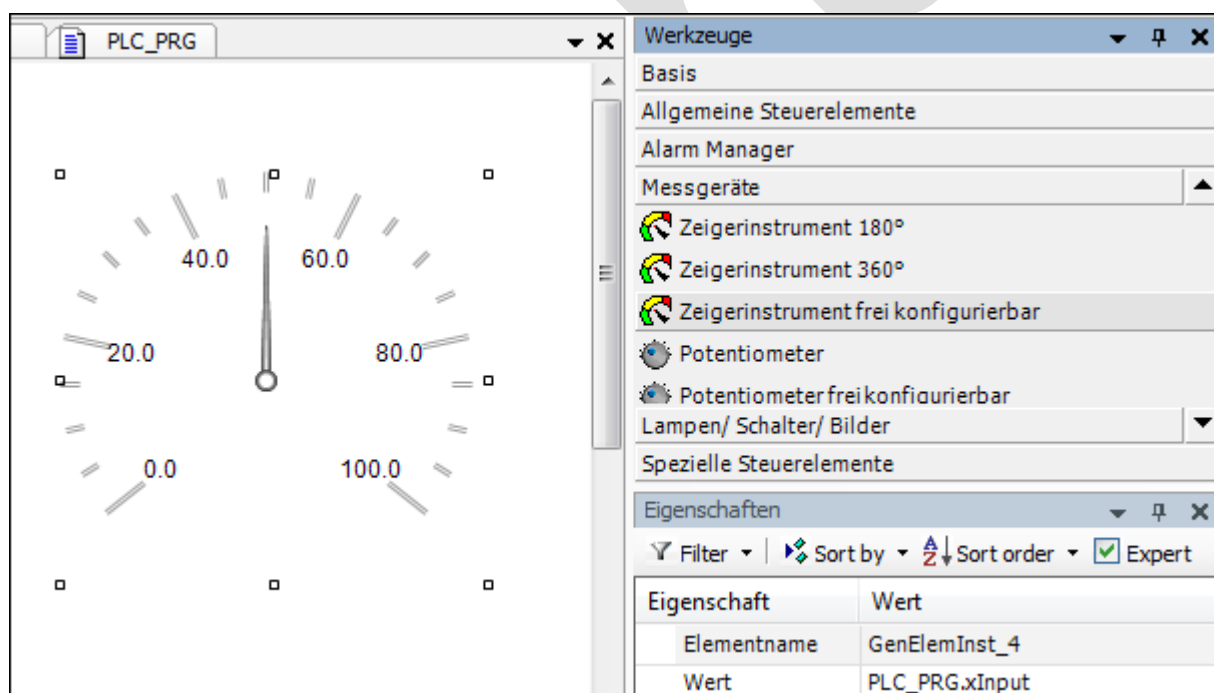 PLC_PRG
40.0 60.0
20.0 80.0
0.0 100.0
Werkzeuge
Basis
Allgemeine Steuerelemente
Alarm Manager
Messgeräte
Zeigerinstrument 180°
Zeigerinstrument 360°
Zeigerinstrument frei konfigurierbar
Potentiometer
Potentiometer frei konfigurierbar
Lampen/ Schalter/ Bilder
Spezielle Steuerelemente
Eigenschaften
Filter Sort by Sort order Expert
Eigenschaft Wert
Elementname GenElemInst_4
Wert PLC_PRG.xInput